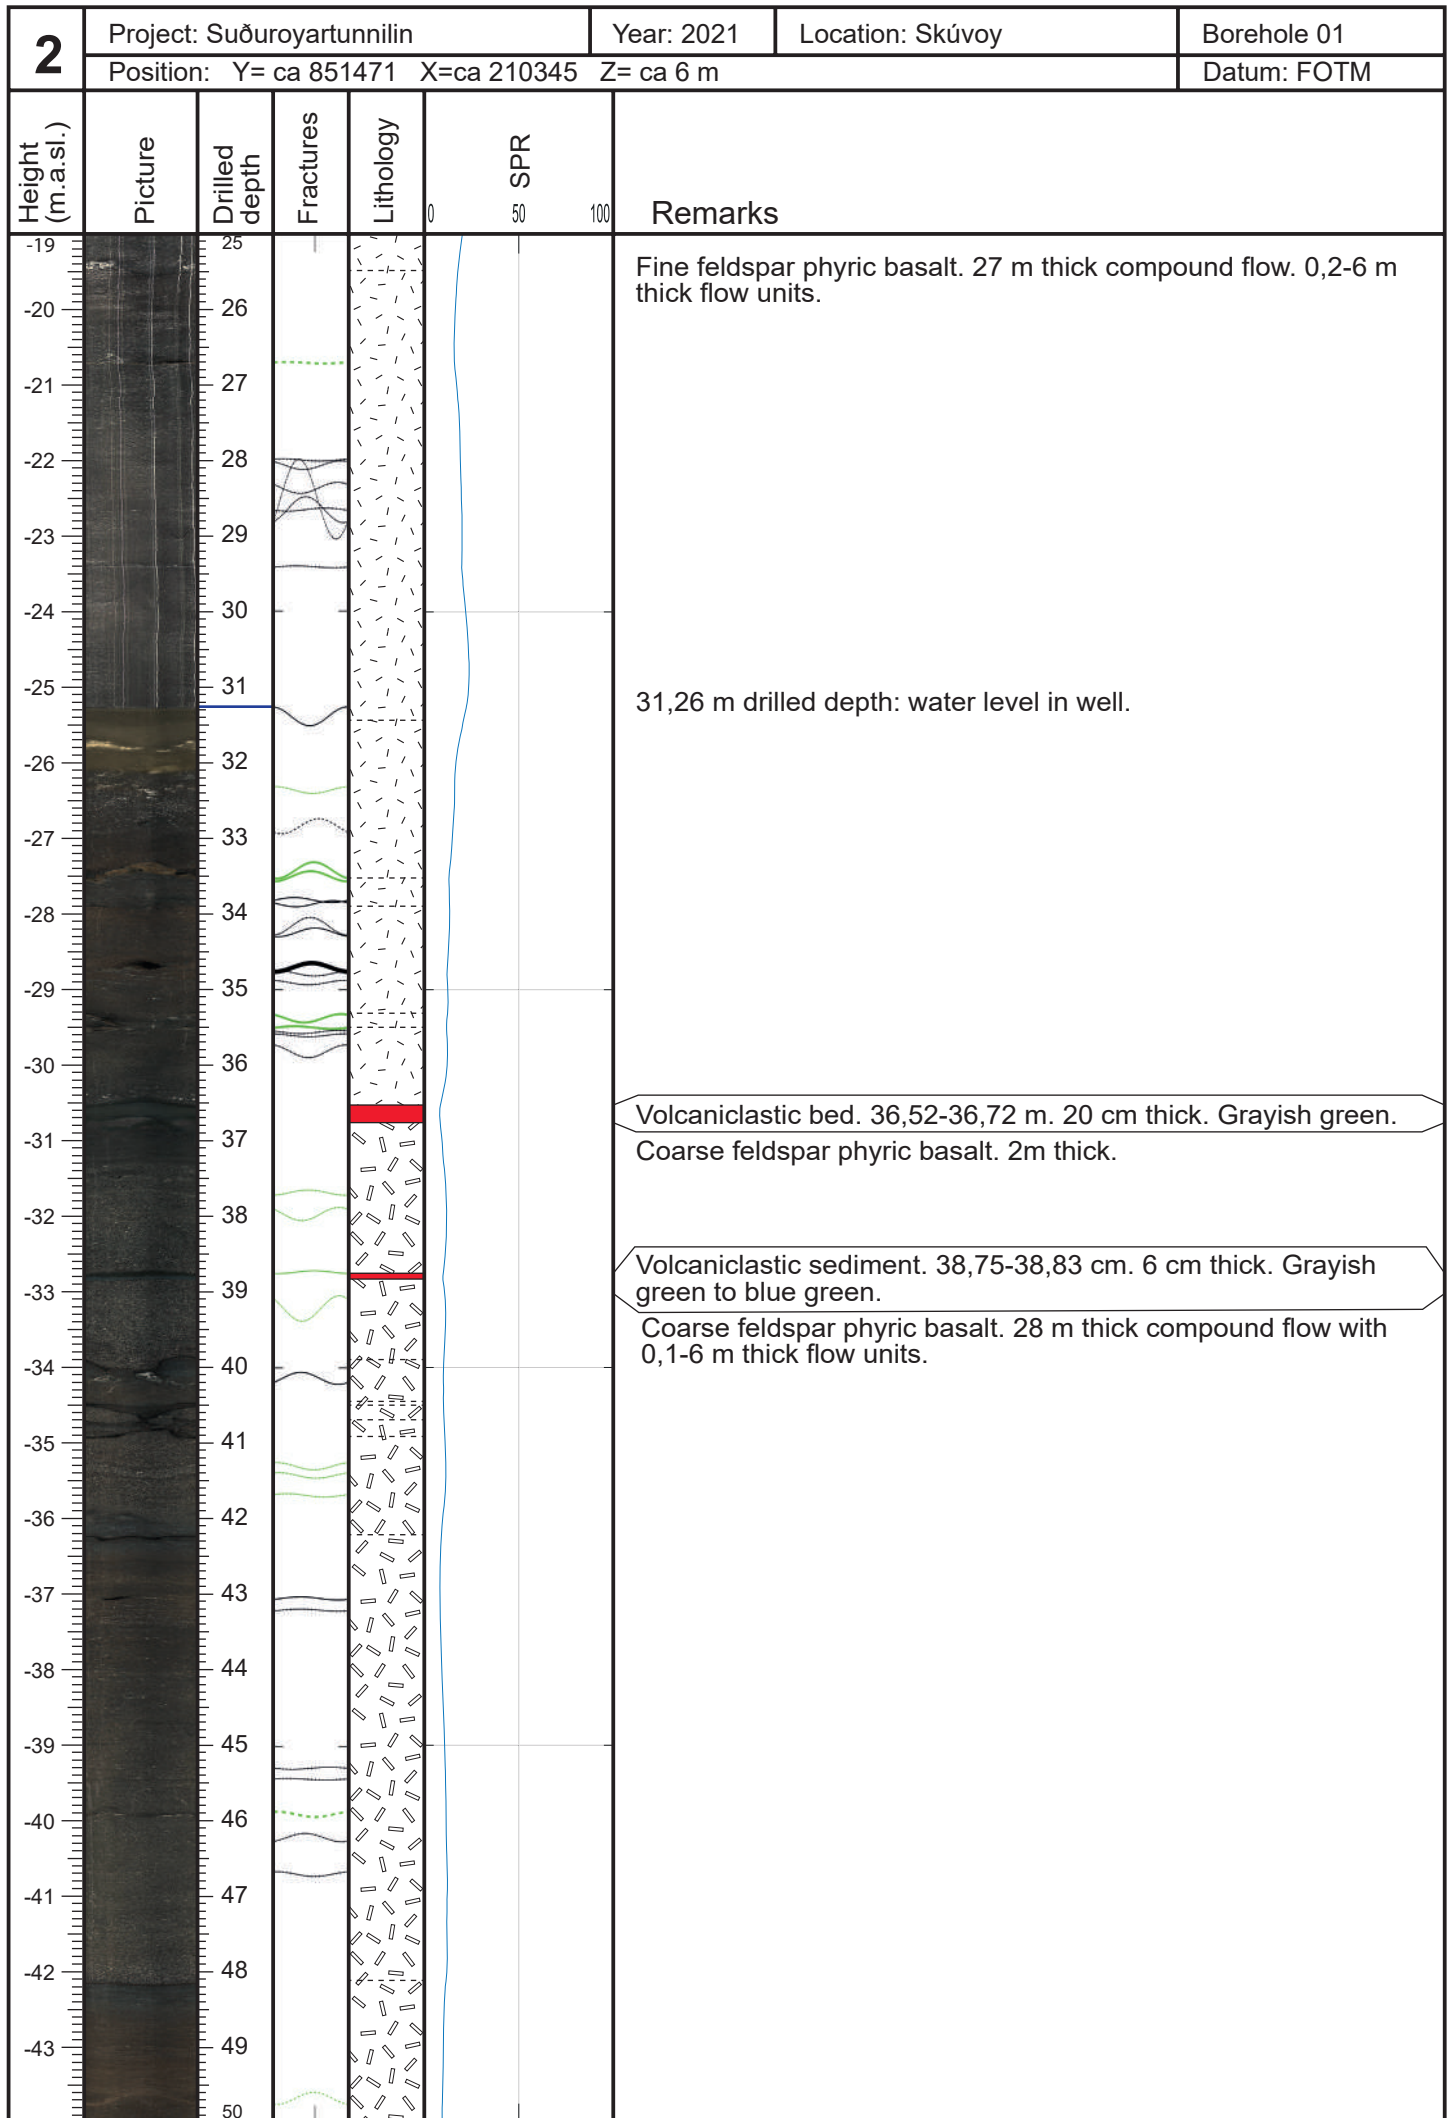 2
Project: Suðuroyartunnilin
Year: 2021
Location: Skúvoy
Borehole 01
Position: Y= ca 851471 X=ca 210345 Z= ca 6 m
Datum: FOTM
Height
(m.a.sl.)
Picture
Drilled
depth
Fractures
Lithology
SPR
0 50 100
Remarks
-19 25
Fine feldspar phyric basalt. 27 m thick compound flow. 0,2-6 m
thick flow units.
-20 26
-21 27
-22 28
-23 29
-24 30
-25 31
31,26 m drilled depth: water level in well.
-26 32
-27 33
-28 34
-29 35
-30 36
Volcaniclastic bed. 36,52-36,72 m. 20 cm thick. Grayish green.
-31 37
Coarse feldspar phyric basalt. 2m thick.
-32 38
Volcaniclastic sediment. 38,75-38,83 cm. 6 cm thick. Grayish
green to blue green.
-33 39
Coarse feldspar phyric basalt. 28 m thick compound flow with
0,1-6 m thick flow units.
-34 40
-35 41
-36 42
-37 43
-38 44
-39 45
-40 46
-41 47
-42 48
-43 49
50